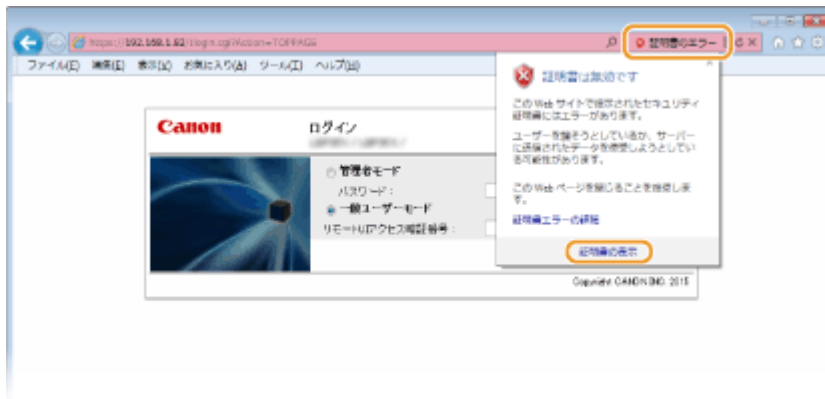 https://192.168.1.82/tlogin.cgi?Action=TOPPAGE
証明書のエラー
ファイル(F) 編集(E) 表示(V) お気に入り(A) ツール(T) ヘルプ(H)
証明書は無効です
この Web サイトで提示されたセキュリティ
証明書にはエラーがあります。
ユーザーを騙そうとしているか、サーバー
に送信されたデータを傍受しようとしてい
る可能性があります。
この Web ページを閉じることを推奨しま
す。
証明書エラーの詳細
証明書の表示
Canon
ログイン
管理者モード
パスワード:
一般ユーザーモード
リモートUIアクセス暗証番号:
Copyright CANON INC. 2015